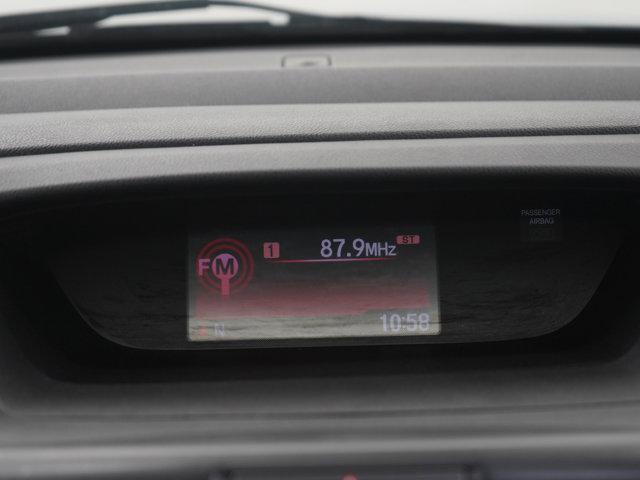 PASSENGER
AIRBAG
FM 1 87.9MHz ST
N 10:58